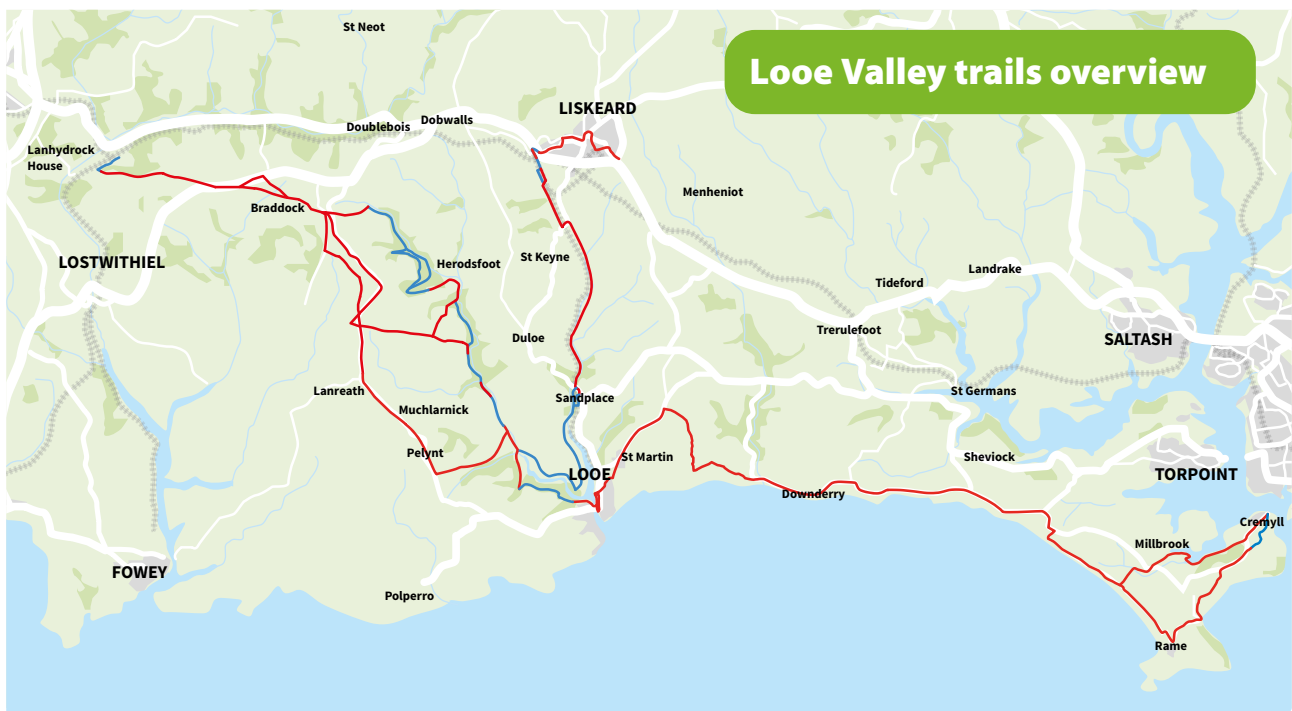 St Neot
Looe Valley trails overview
LISKEARD
Dobwalls
Doublebois
Lanhydrock
House
Menheniot
Braddock
St Keyne
LOSTWITHIEL
Herodsfoot
Landrake
Tideford
Trerulefoot
Duloe
SALTASH
Lanreath
Sandplace
St Germans
Muchlarnick
Pelynt
St Martin
Sheviock
LOOE
TORPOINT
Downderry
Cremyll
Millbrook
FOWEY
Polperro
Rame